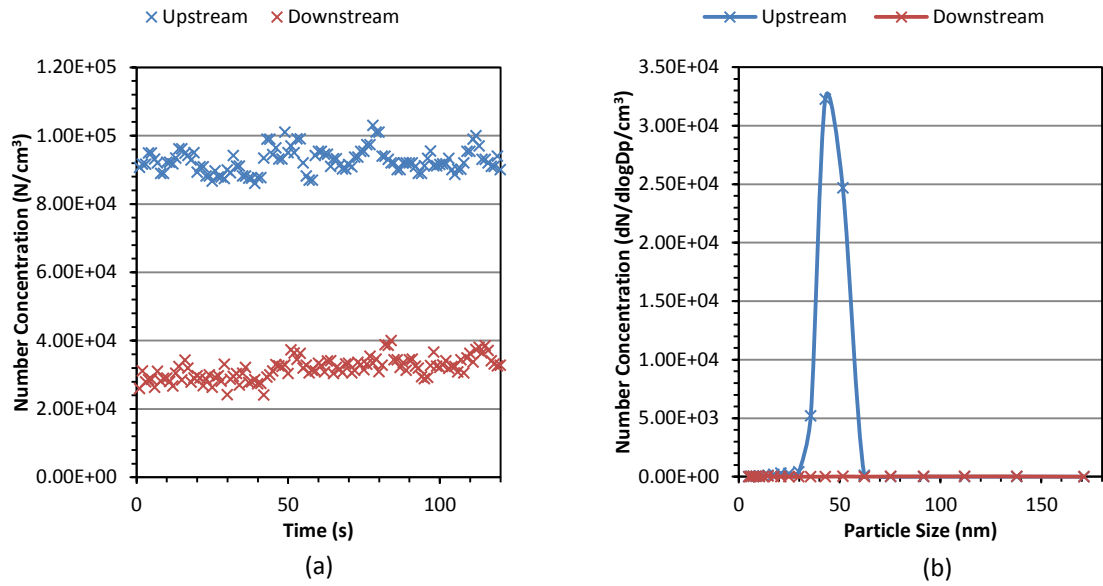 Upstream Downstream
Number Concentration (N/cm³)
1.20E+05
1.00E+05
8.00E+04
6.00E+04
4.00E+04
2.00E+04
0.00E+00
0 50 100
Time (s)
(a)
Upstream Downstream
Number Concentration (dN/dlogDp/cm³)
3.50E+04
3.00E+04
2.50E+04
2.00E+04
1.50E+04
1.00E+04
5.00E+03
0.00E+00
0 50 100 150
Particle Size (nm)
(b)